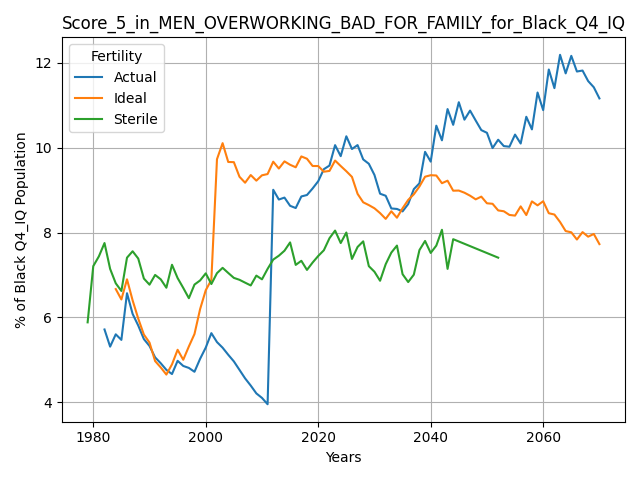 Score_5_in_MEN_OVERWORKING_BAD_FOR_FAMILY_for_Black_Q4_IQ
Fertility
Actual
Ideal
Sterile
% of Black Q4_IQ Population
12
10
8
6
4
1980
2000
2020
2040
2060
Years